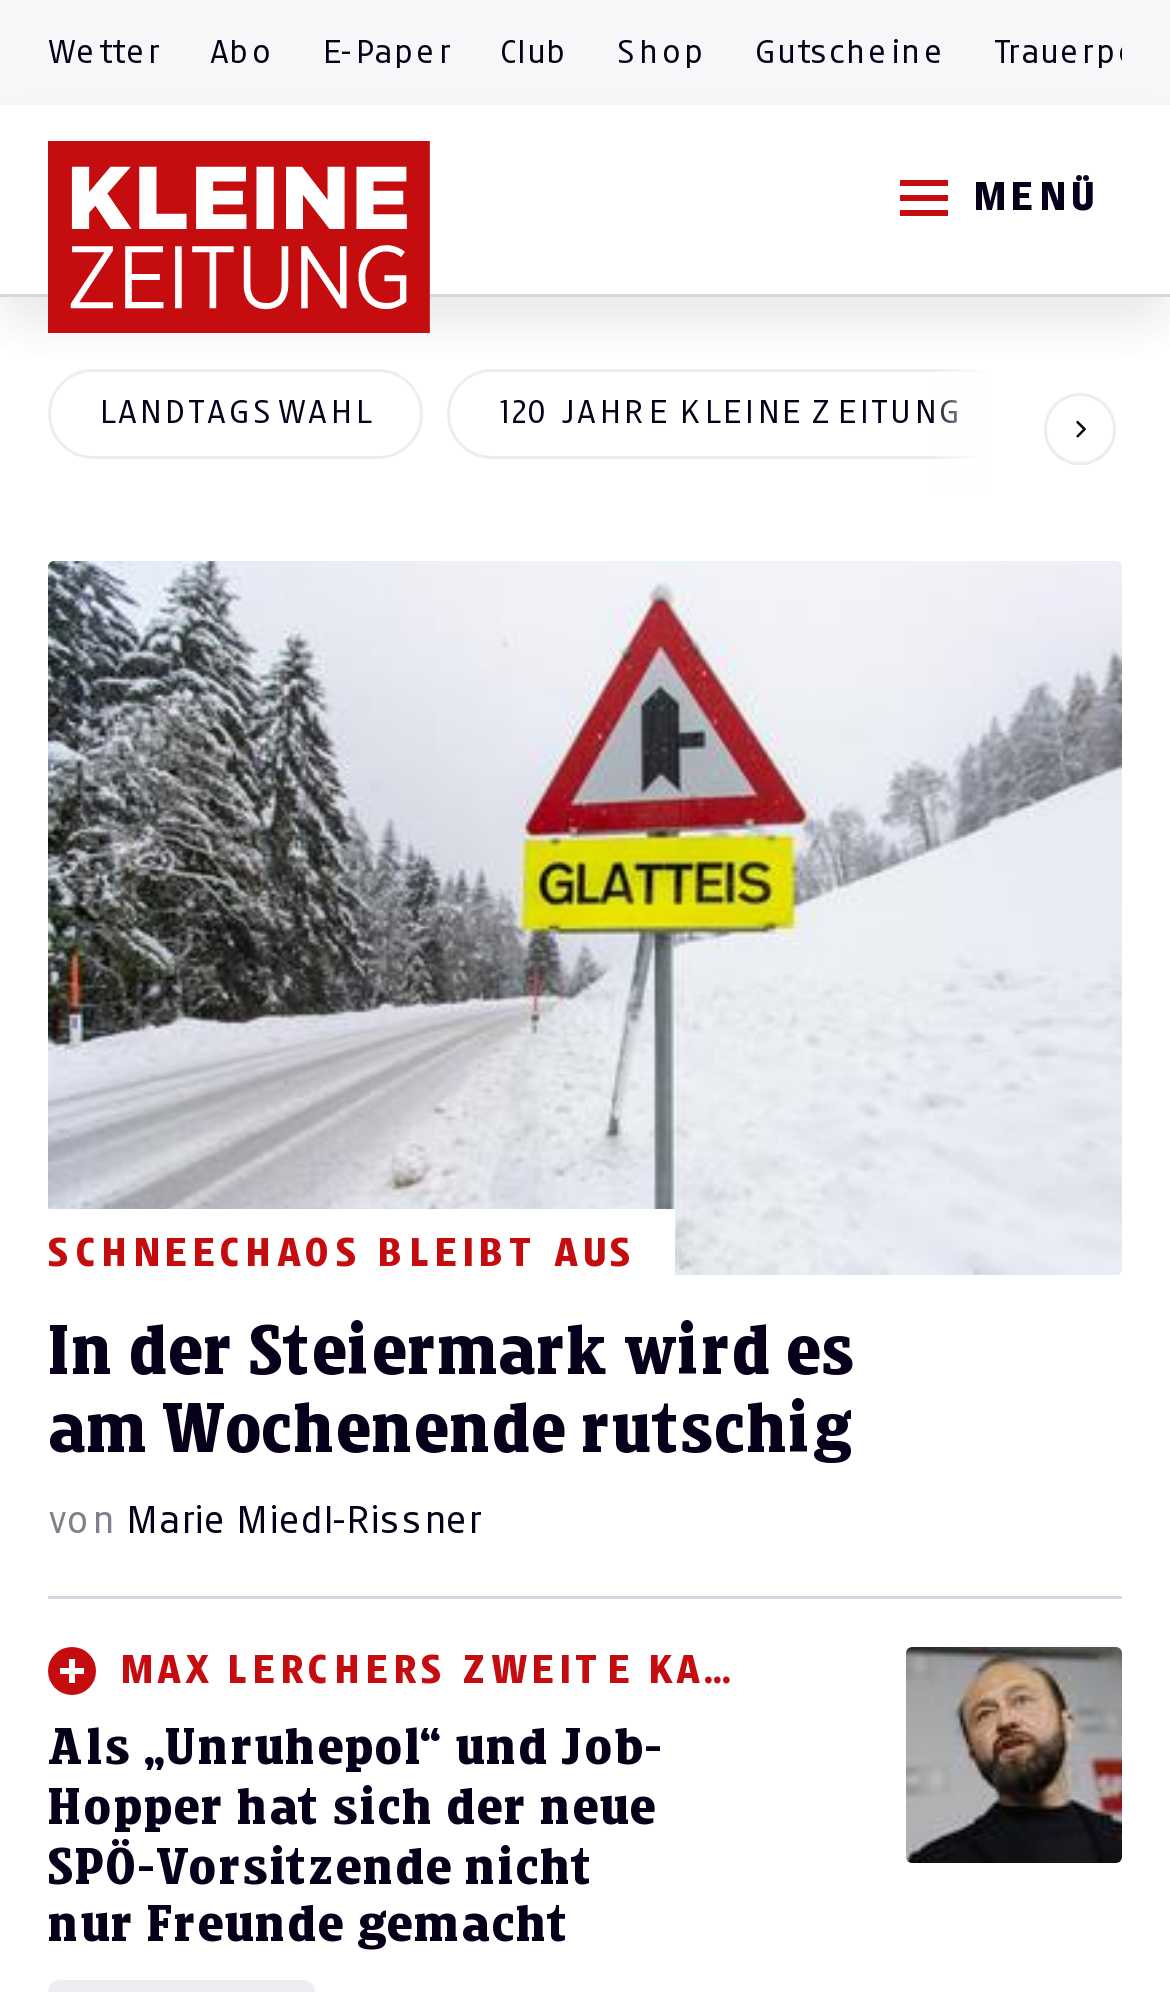 Wetter Abo E-Paper Club Shop Gutscheine Trauerpo
KLEINE
ZEITUNG
MENÜ
LANDTAGSWAHL 120 JAHRE KLEINE ZEITUNG
GLATTEIS
SCHNEECHAOS BLEIBT AUS
In der Steiermark wird es
am Wochenende rutschig
von Marie Miedl-Rissner
MAX LERCHERS ZWEITE KA…
Als „Unruhepol“ und Job-
Hopper hat sich der neue
SPÖ-Vorsitzende nicht
nur Freunde gemacht